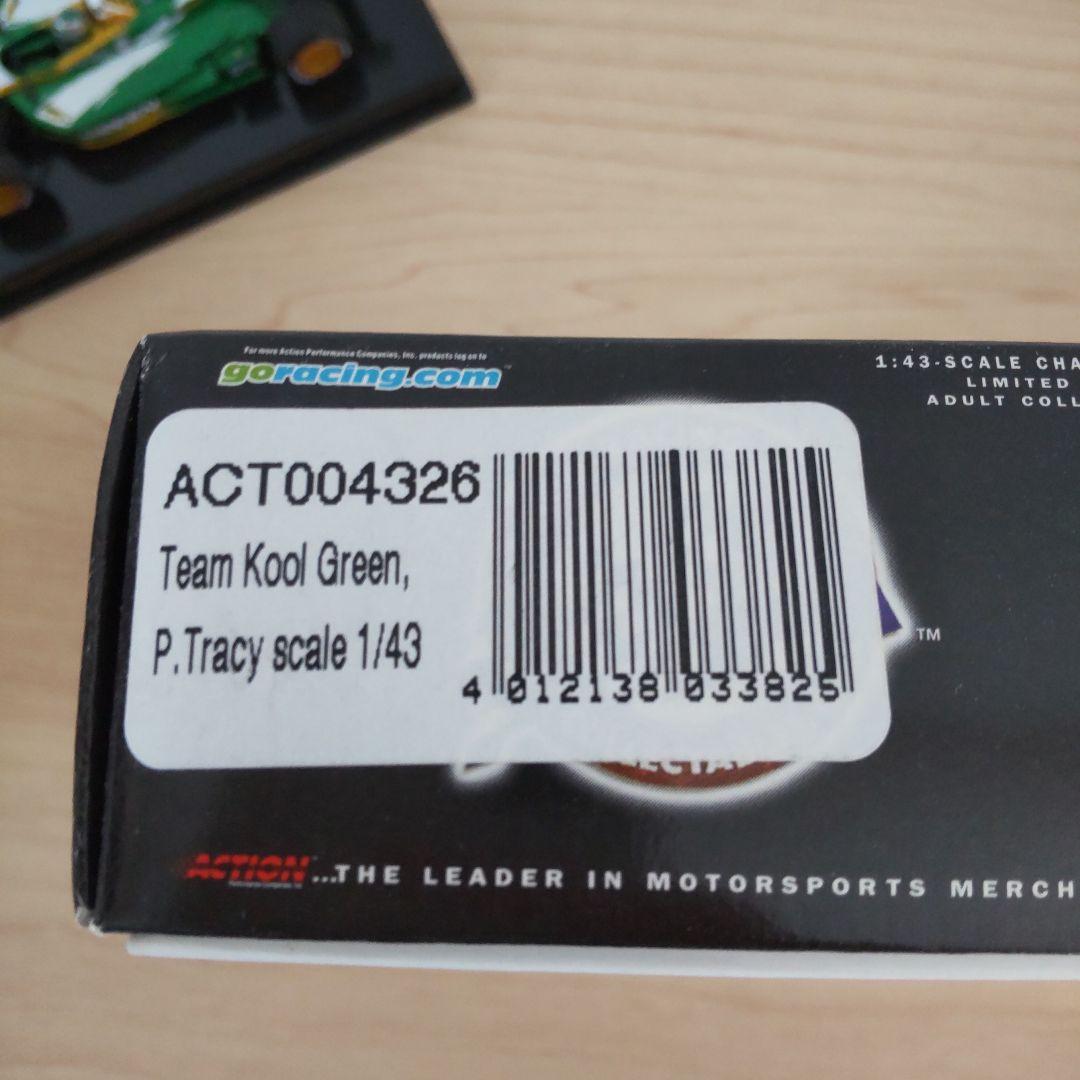 For more Action Performance Companies, Inc. products log on to
goracing.com™
1:43-SCALE CHA
LIMITED
ADULT COLL
ACT004326
Team Kool Green,
P.Tracy scale 1/43
4 012138 033825
TM
ACTION ...THE LEADER IN MOTORSPORTS MERCH